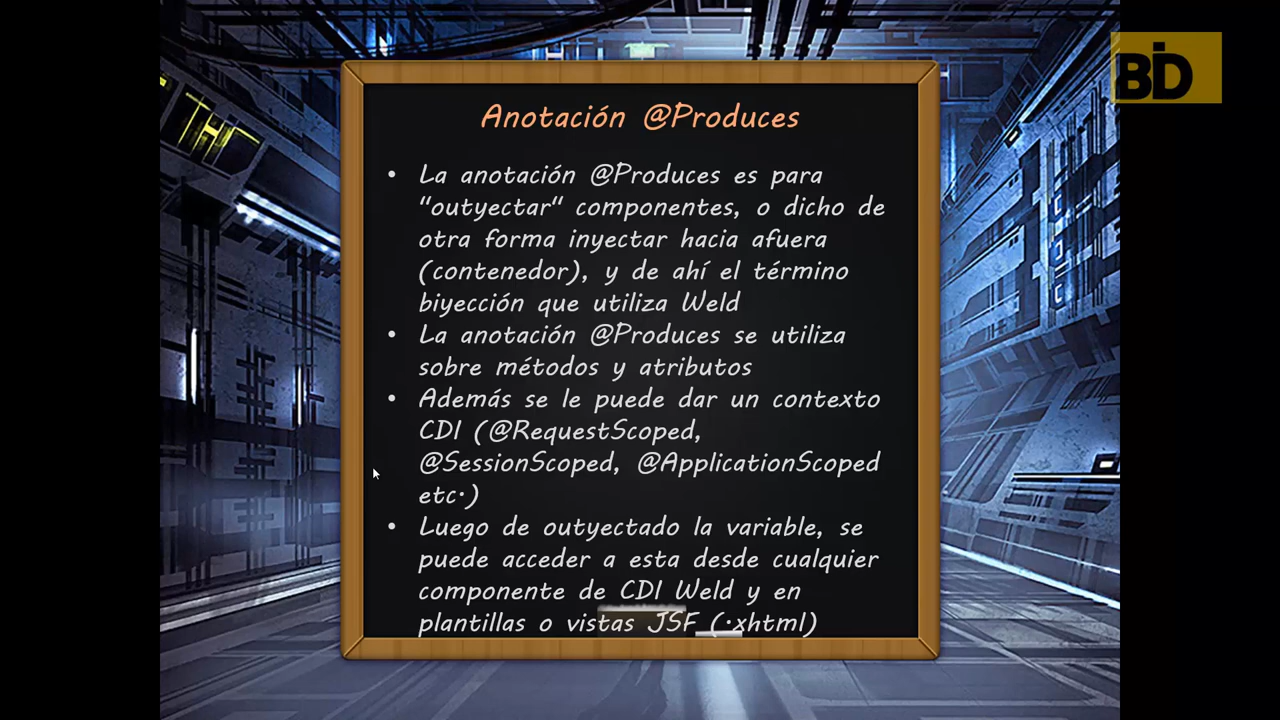 BID
Anotación @Produces
• La anotación @Produces es para
"outyectar" componentes, o dicho de
otra forma inyectar hacia afuera
(contenedor), y de ahí el término
biyección que utiliza Weld
• La anotación @Produces se utiliza
sobre métodos y atributos
• Además se le puede dar un contexto
CDI (@RequestScoped,
@SessionScoped, @ApplicationScoped
etc.)
• Luego de outyectado la variable, se
puede acceder a esta desde cualquier
componente de CDI Weld y en
plantillas o vistas JSF (.xhtml)